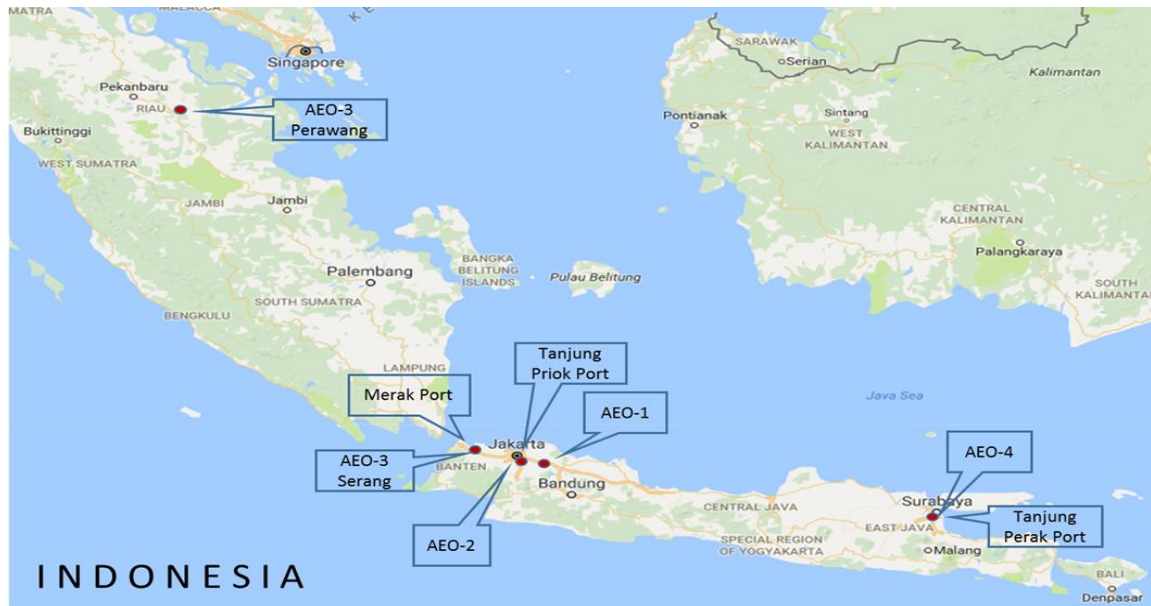 MATRA
MALACCA
KE
SARAWAK
Serian
Singapore
Kalimantan
Pekanbaru
RIAU
AEO-3
Perawang
Pontianak
Sintang
Bukittinggi
WEST
KALIMANTAN
WEST SUMATRA
JAMBI
Jambi
CENTRAL
KALIMANTAN
Palangkaraya
Palembang
BANGKA
BELITUNG
ISLANDS
Pulau Belitung
SOUTH
KALIMANTAN
SOUTH SUMATRA
BENGKULU
LAMPUNG
Tanjung
Priok Port
Merak Port
AEO-1
Java Sea
Jakarta
AEO-3
Serang
BANTEN
AEO-4
Bandung
Surabaya
CENTRAL JAVA
EAST JAVA
Tanjung
Perak Port
AEO-2
SPECIAL REGION
OF YOGYAKARTA
Malang
INDONESIA
BALI
Denpasar